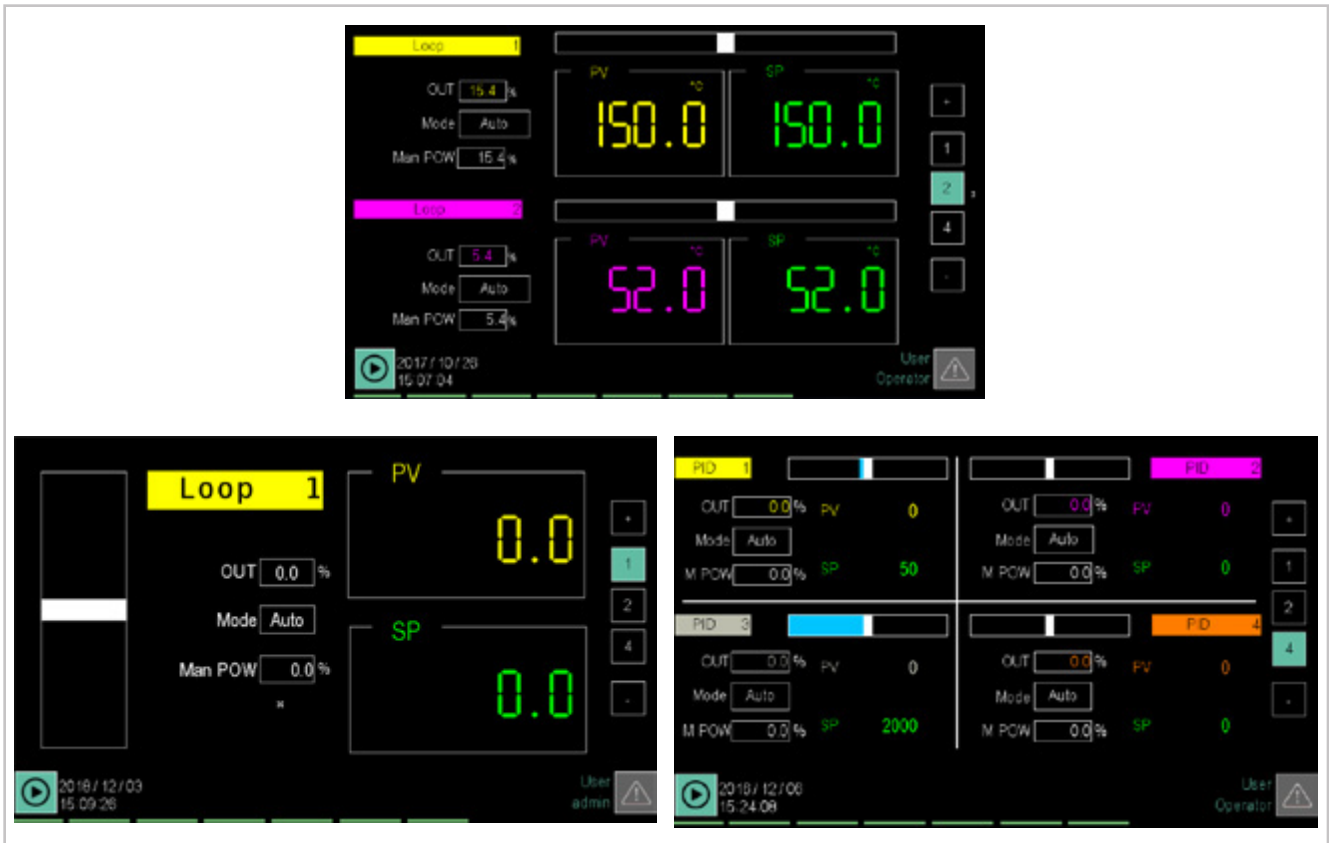 Loop 1
OUT 15.4 %
Mode Auto
Man POW 15.4 %
PV °C 150.0
SP °C 150.0
Loop 2
OUT 5.4 %
Mode Auto
Man POW 5.4%
PV °C 52.0
SP °C 52.0
+
1
2
4
-
2017/10/26
15:07:04
User
Operator
Loop 1
OUT 0.0 %
Mode Auto
Man POW 0.0 %
PV
0.0
SP
0.0
+
1
2
4
-
2018/12/03
15:09:26
User
admin
PID 1
OUT 0.0 % PV 0
Mode Auto
M POW 0.0 % SP 50
PID 2
OUT 0.0 % PV 0
Mode Auto
M POW 0.0 % SP 0
PID 3
OUT 0.0 % PV 0
Mode Auto
M POW 0.0 % SP 2000
PID 4
OUT 0.0 % PV 0
Mode Auto
M POW 0.0 % SP 0
+
1
2
4
-
2018/12/06
15:24:08
User
Operator